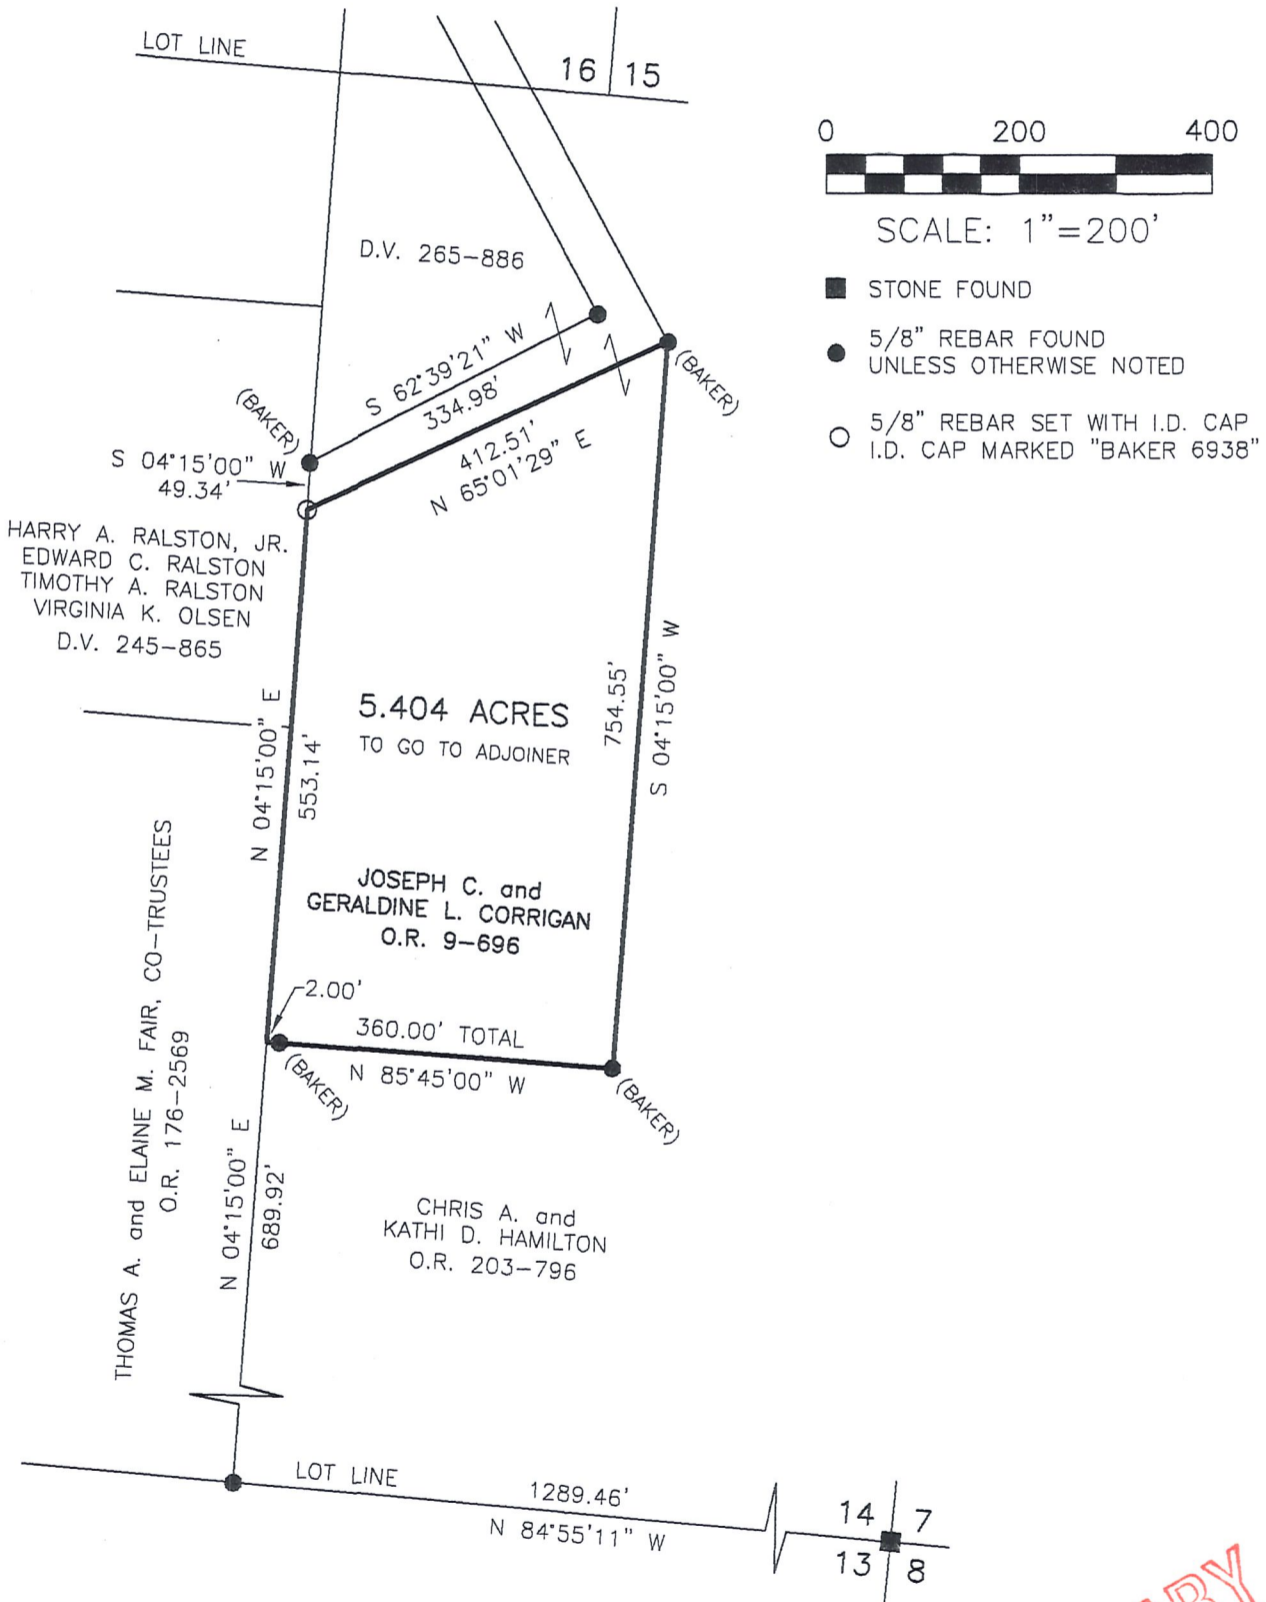 LOT LINE
16 15
0 200 400
SCALE: 1"=200'
STONE FOUND
5/8" REBAR FOUND
UNLESS OTHERWISE NOTED
5/8" REBAR SET WITH I.D. CAP
I.D. CAP MARKED "BAKER 6938"
D.V. 265-886
S 62°39'21" W
334.98'
(BAKER)
(BAKER)
412.51'
N 65°01'29" E
S 04°15'00" W
49.34'
HARRY A. RALSTON, JR.
EDWARD C. RALSTON
TIMOTHY A. RALSTON
VIRGINIA K. OLSEN
D.V. 245-865
N 04°15'00" E
553.14'
5.404 ACRES
TO GO TO ADJOINER
754.55'
S 04°15'00" W
JOSEPH C. and
GERALDINE L. CORRIGAN
O.R. 9-696
THOMAS A. and ELAINE M. FAIR, CO-TRUSTEES
O.R. 176-2569
2.00'
360.00' TOTAL
N 85°45'00" W
(BAKER)
(BAKER)
N 04°15'00" E
689.92'
CHRIS A. and
KATHI D. HAMILTON
O.R. 203-796
LOT LINE
1289.46'
N 84°55'11" W
14 7
13 8